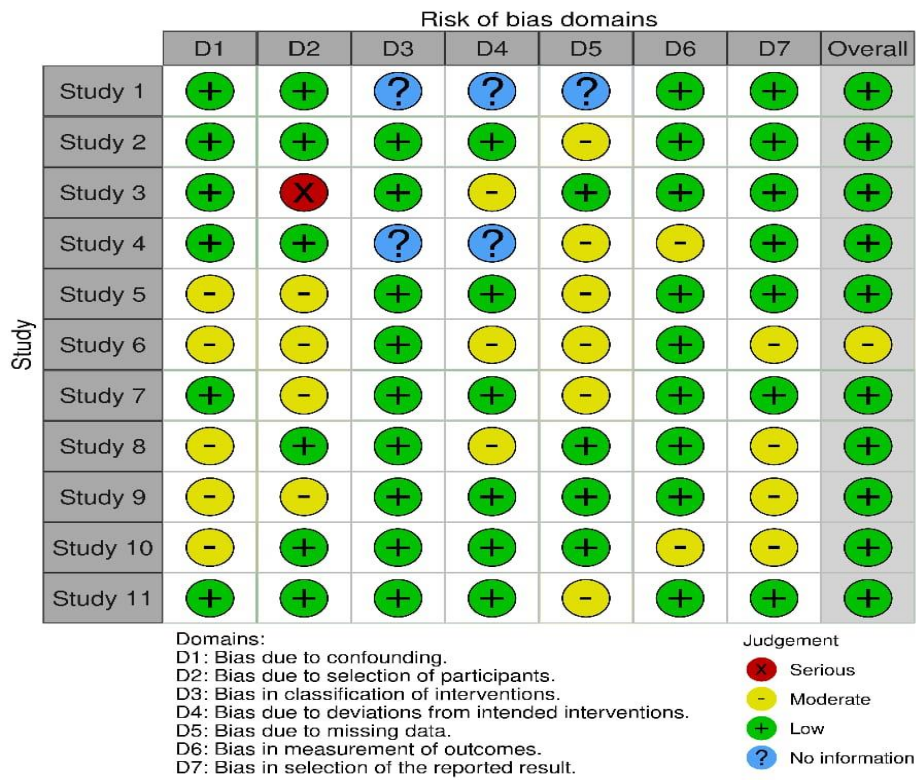 Risk of bias domains
D1 D2 D3 D4 D5 D6 D7 Overall
Study
Study 1 + + ? ? ? + + +
Study 2 + + + + - + + +
Study 3 + X + - + + + +
Study 4 + + ? ? - - + +
Study 5 - - + + - + + +
Study 6 - - + - - + - -
Study 7 + - + + - + + +
Study 8 - + + - + + - +
Study 9 - - + + + + - +
Study 10 - + + + + - - +
Study 11 + + + + - + + +
Domains:
D1: Bias due to confounding.
D2: Bias due to selection of participants.
D3: Bias in classification of interventions.
D4: Bias due to deviations from intended interventions.
D5: Bias due to missing data.
D6: Bias in measurement of outcomes.
D7: Bias in selection of the reported result.
Judgement
X Serious
- Moderate
+ Low
? No information